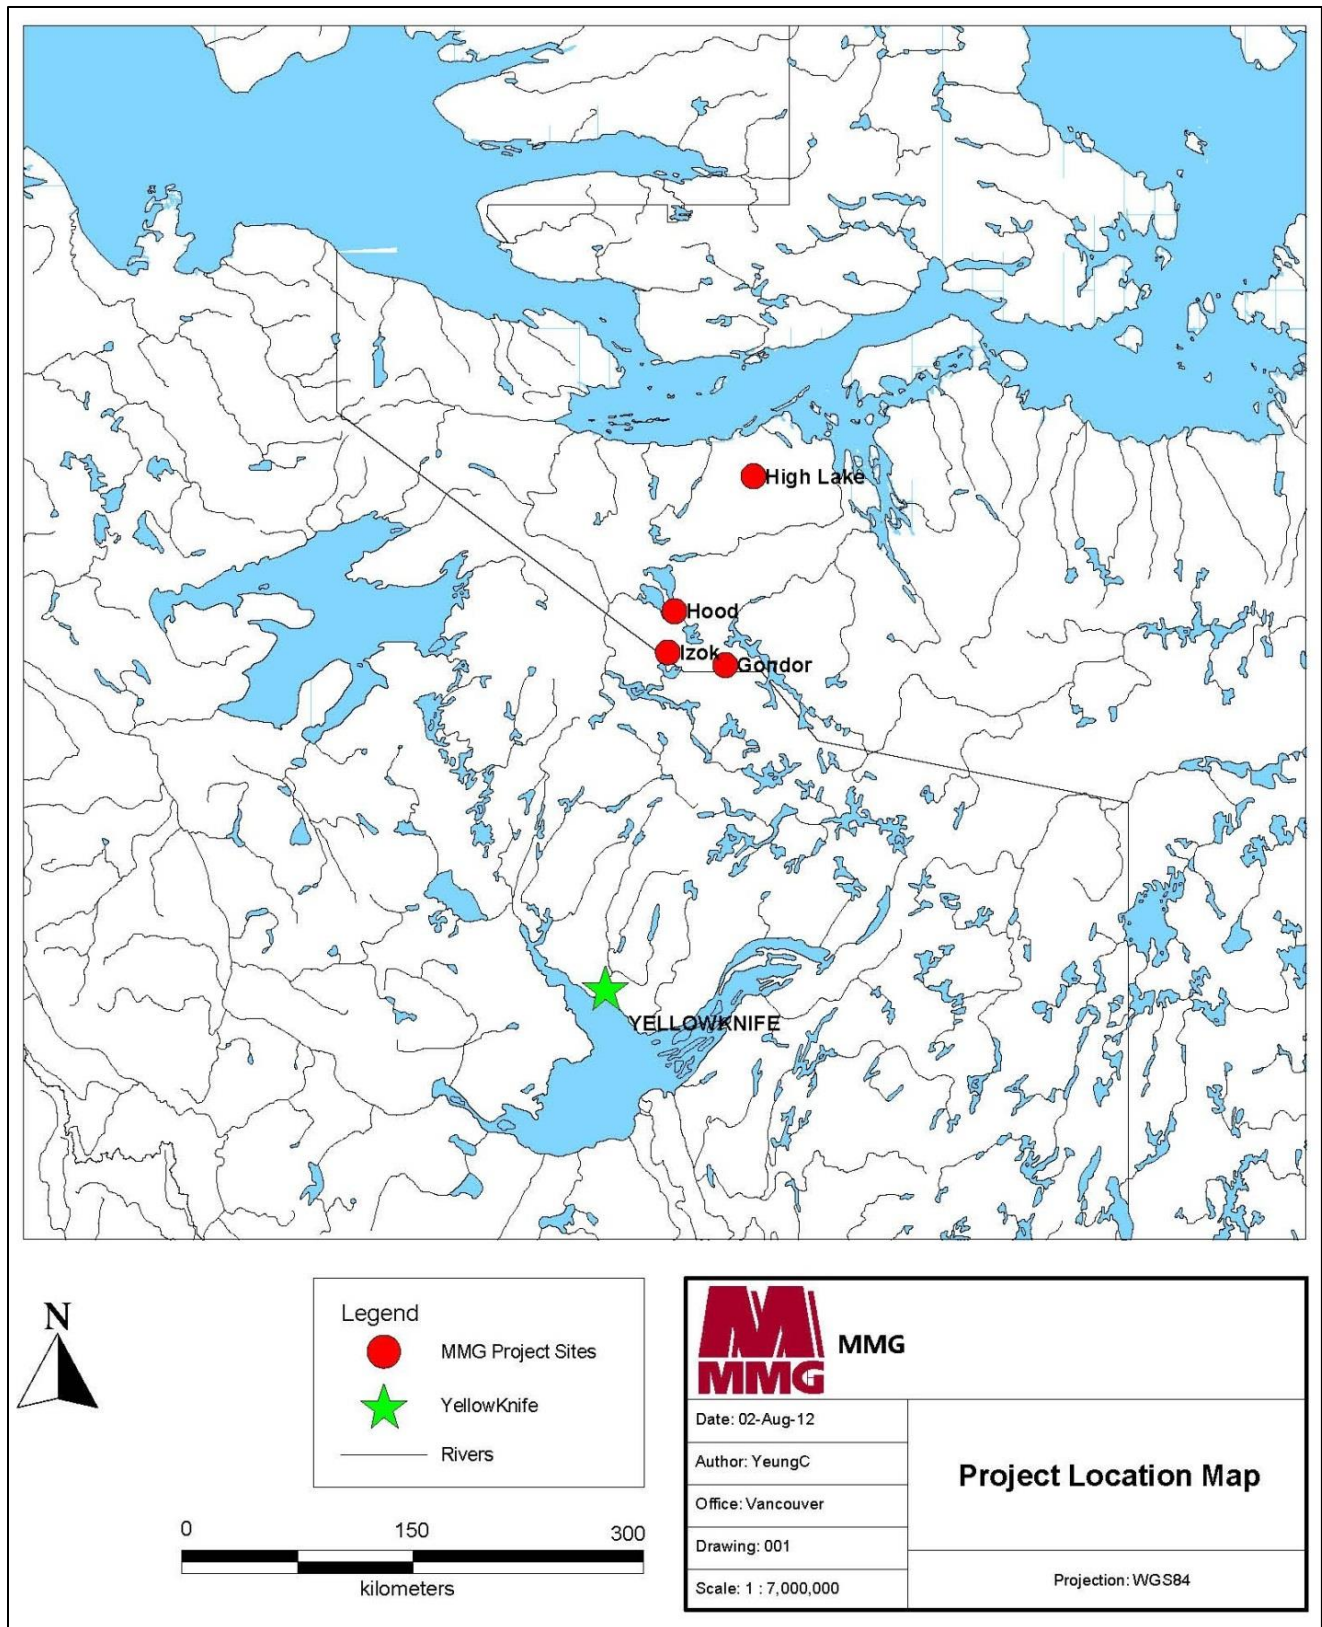 High Lake
Hood
Izok
Gondor
YELLOWKNIFE
N
Legend
MMG Project Sites
YellowKnife
Rivers
0 150 300
kilometers
MMG
MMG
Date: 02-Aug-12
Author: YeungC
Office: Vancouver
Drawing: 001
Scale: 1 : 7,000,000
Project Location Map
Projection: WGS84